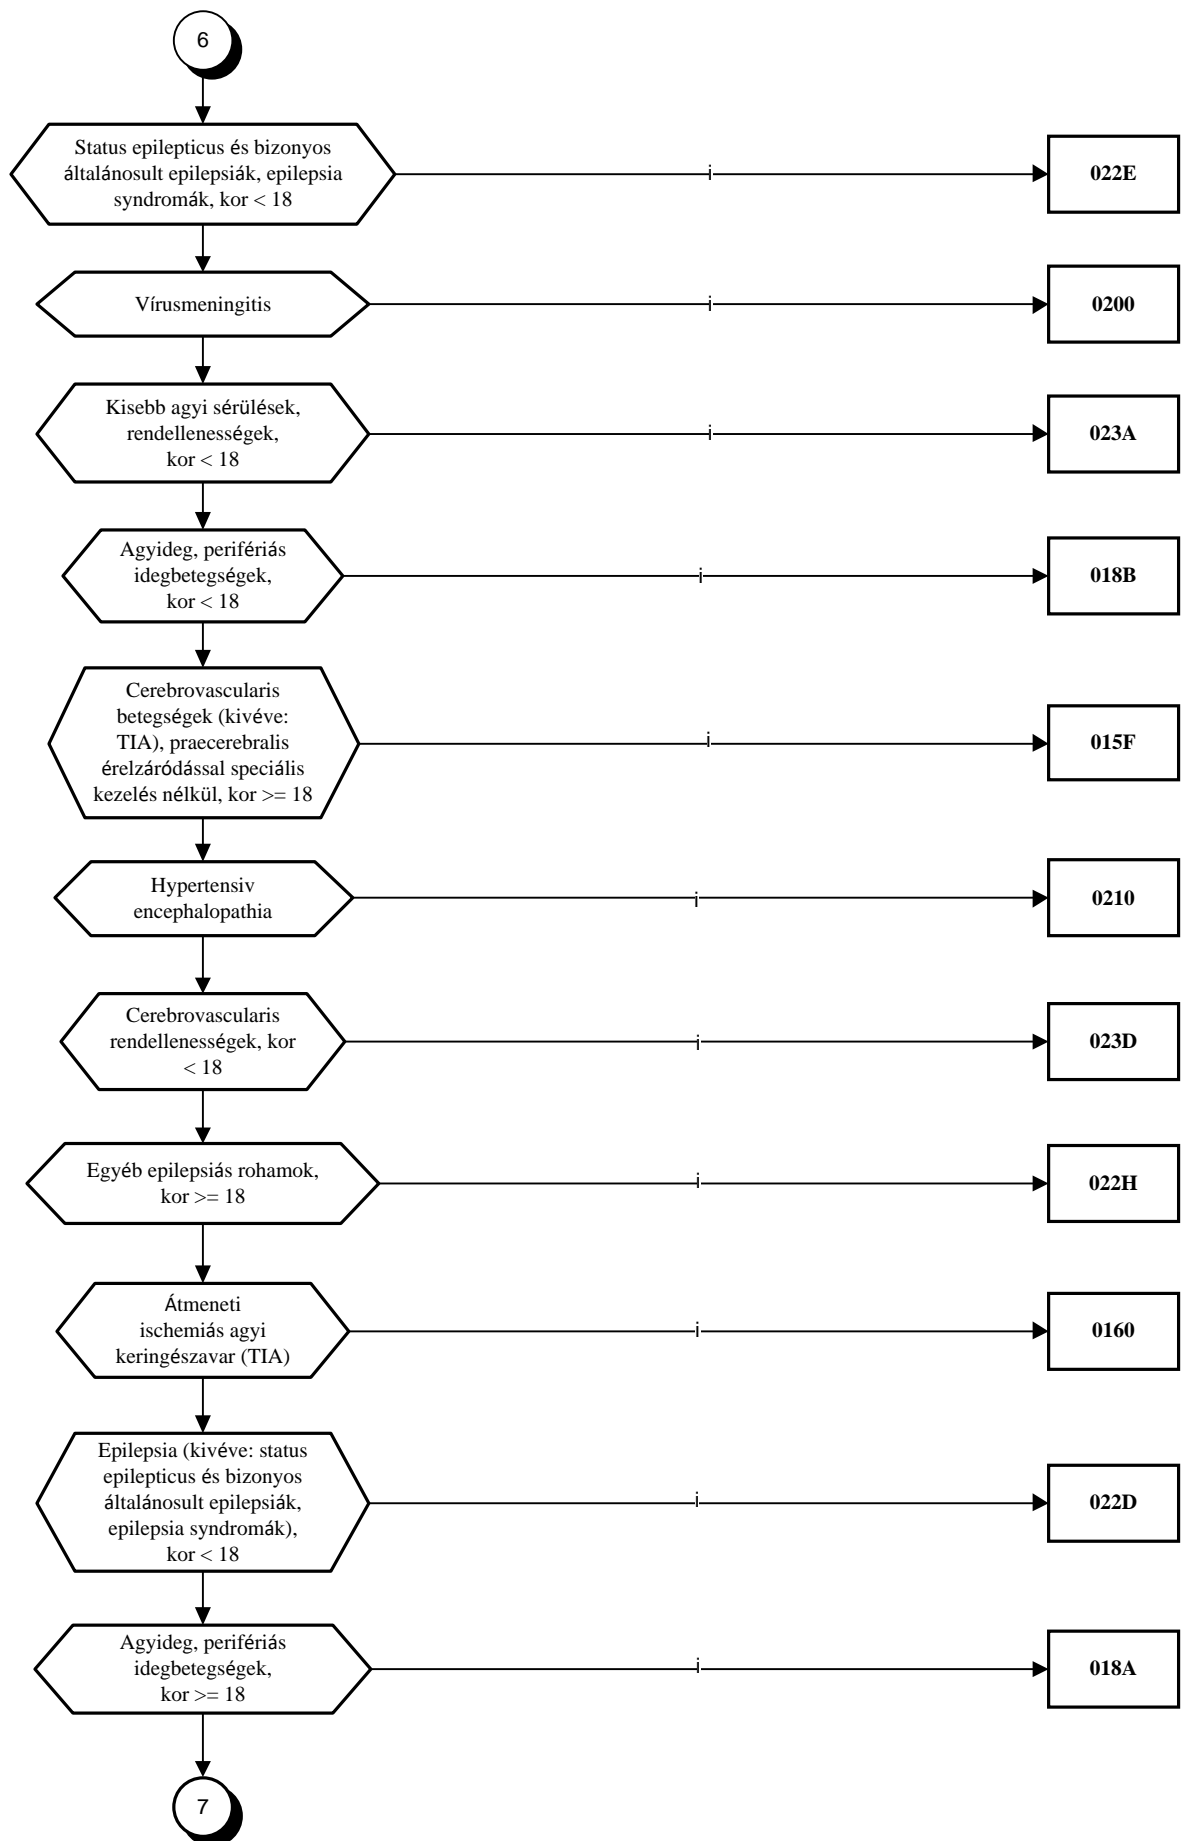 6
Status epilepticus és bizonyos
általánosult epilepsiák, epilepsia
syndromák, kor < 18
i
022E
Vírusmeningitis
i
0200
Kisebb agyi sérülések,
rendellenességek,
kor < 18
i
023A
Agyideg, perifériás
idegbetegségek,
kor < 18
i
018B
Cerebrovascularis
betegségek (kivéve:
TIA), praecerebralis
érelzáródással speciális
kezelés nélkül, kor >= 18
i
015F
Hypertensiv
encephalopathia
i
0210
Cerebrovascularis
rendellenességek, kor
< 18
i
023D
Egyéb epilepsiás rohamok,
kor >= 18
i
022H
Átmeneti
ischemiás agyi
keringészavar (TIA)
i
0160
Epilepsia (kivéve: status
epilepticus és bizonyos
általánosult epilepsiák,
epilepsia syndromák),
kor < 18
i
022D
Agyideg, perifériás
idegbetegségek,
kor >= 18
i
018A
7